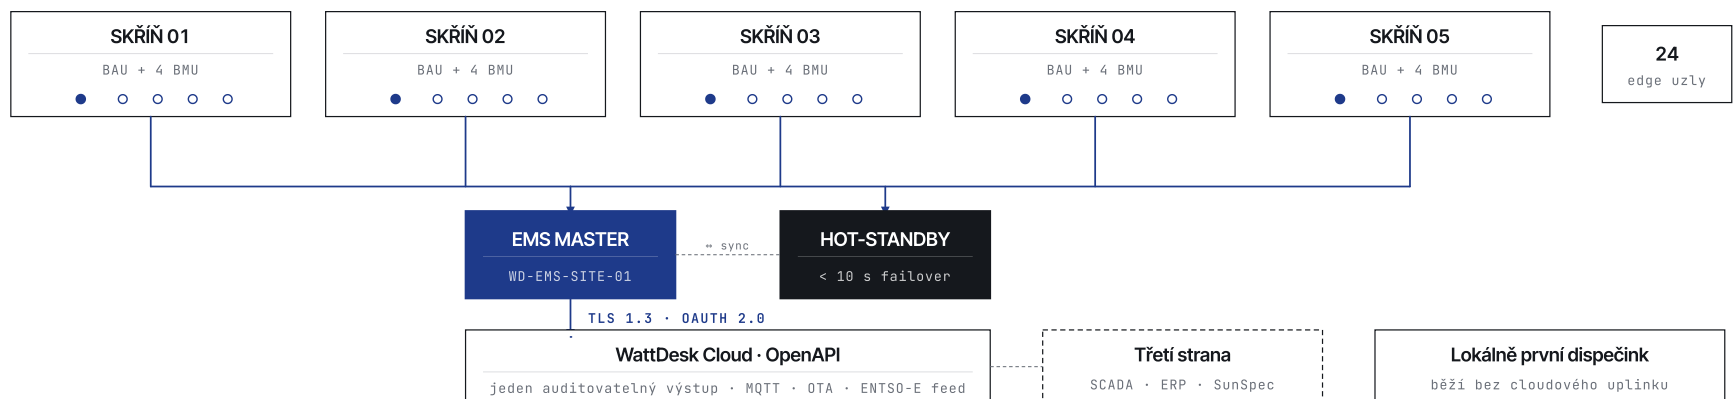 SKŘÍŇ 01
BAU + 4 BMU
SKŘÍŇ 02
BAU + 4 BMU
SKŘÍŇ 03
BAU + 4 BMU
SKŘÍŇ 04
BAU + 4 BMU
SKŘÍŇ 05
BAU + 4 BMU
24
edge uzly
EMS MASTER
WD-EMS-SITE-01
↔ sync
HOT-STANDBY
< 10 s failover
TLS 1.3 · OAUTH 2.0
WattDesk Cloud · OpenAPI
jeden auditovatelný výstup · MQTT · OTA · ENTSO-E feed
Třetí strana
SCADA · ERP · SunSpec
Lokálně první dispečink
běží bez cloudového uplinku